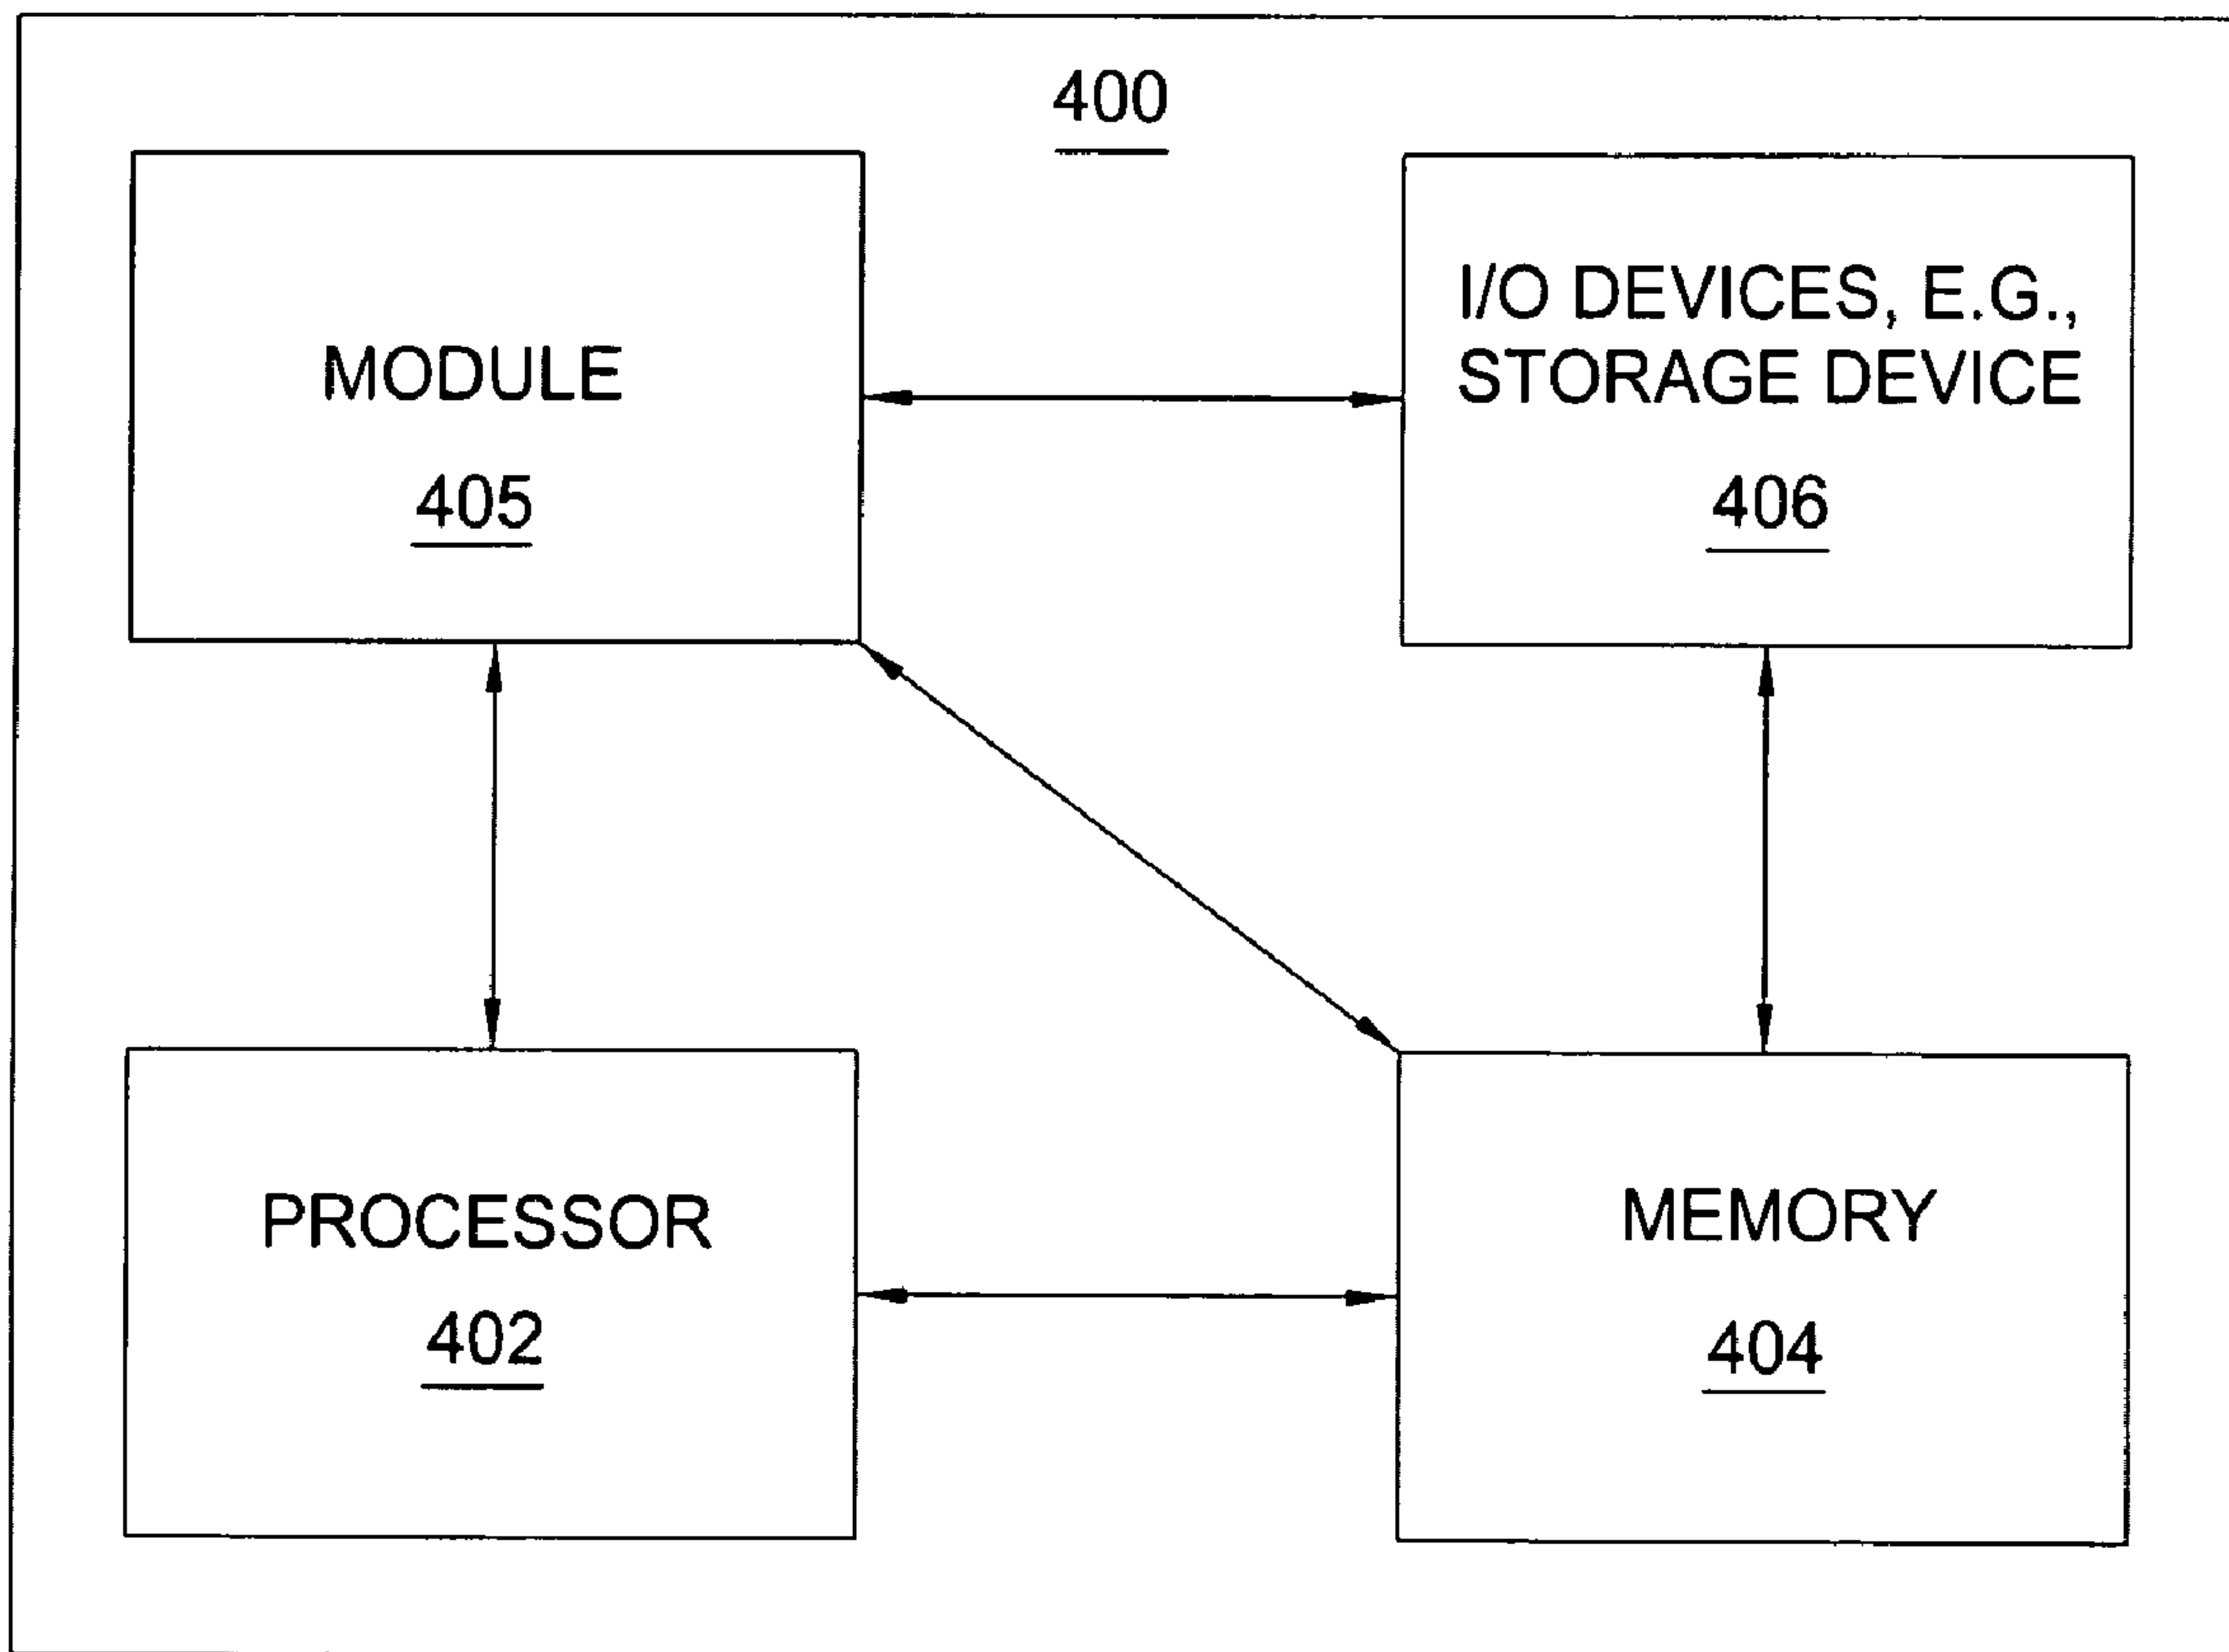 400
MODULE
405
I/O DEVICES, E.G.,
STORAGE DEVICE
406
PROCESSOR
402
MEMORY
404